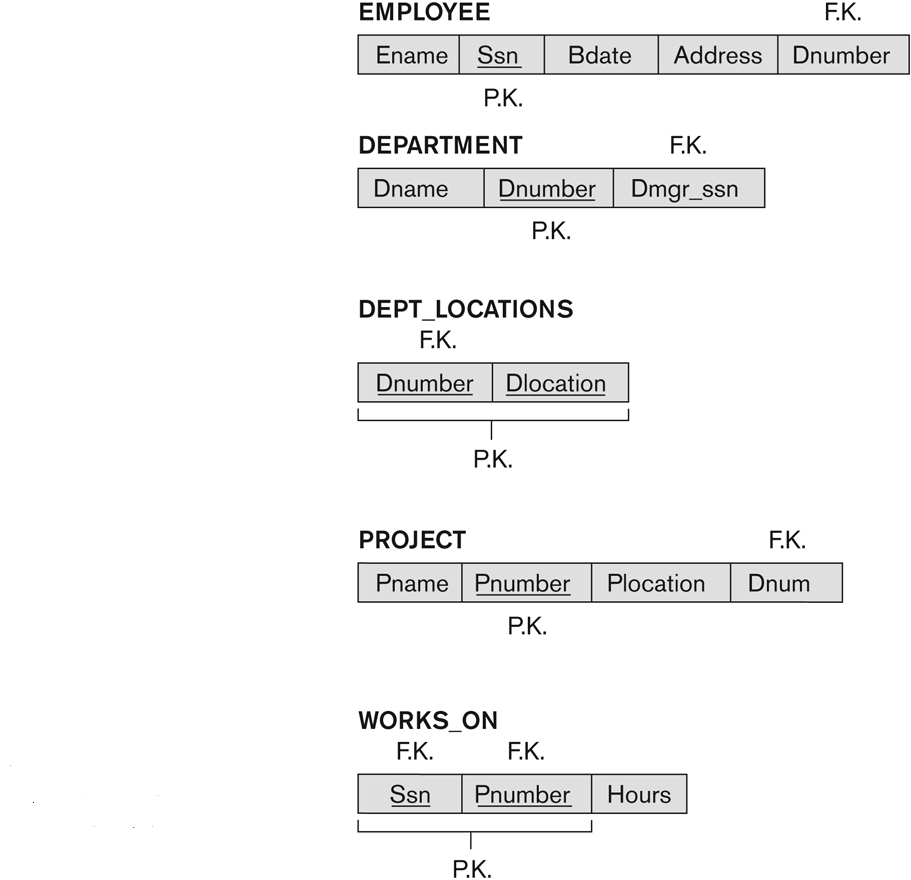 EMPLOYEE F.K.
Ename Ssn Bdate Address Dnumber
P.K.
DEPARTMENT F.K.
Dname Dnumber Dmgr_ssn
P.K.
DEPT_LOCATIONS
F.K.
Dnumber Dlocation
P.K.
PROJECT F.K.
Pname Pnumber Plocation Dnum
P.K.
WORKS_ON
F.K. F.K.
Ssn Pnumber Hours
P.K.